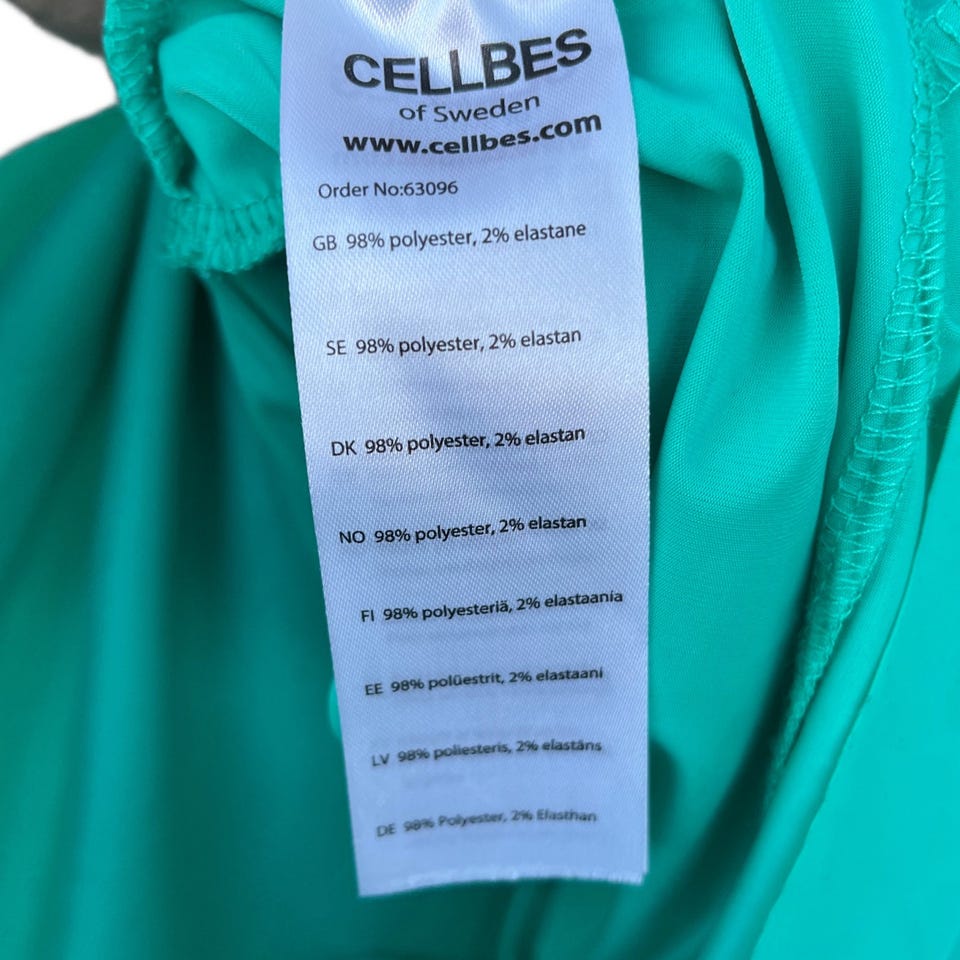 CELLBES
of Sweden
www.cellbes.com
Order No:63096
GB 98% polyester, 2% elastane
SE 98% polyester, 2% elastan
DK 98% polyester, 2% elastan
NO 98% polyester, 2% elastan
FI 98% polyesteriä, 2% elastaania
EE 98% polüestrit, 2% elastaani
LV 98% poliesteris, 2% elastāns
DE 98% Polyester, 2% Elasthan